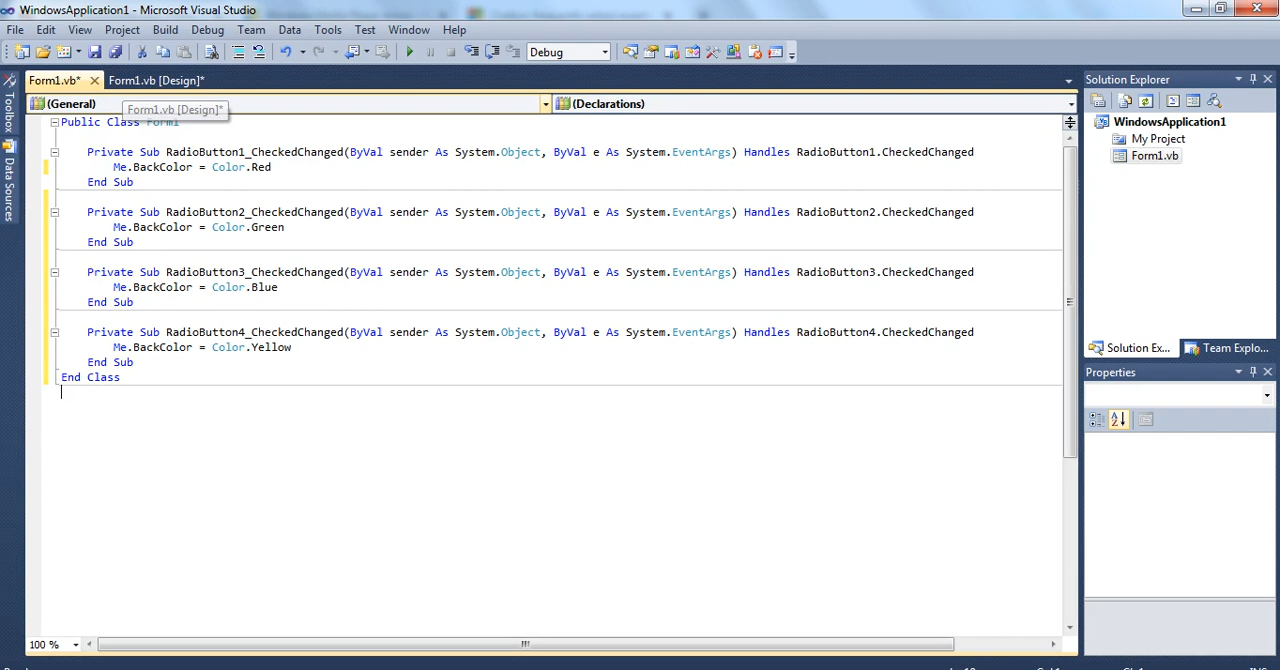 WindowsApplication1 - Microsoft Visual Studio
File Edit View Project Build Debug Team Data Tools Test Window Help
Debug
Form1.vb* Form1.vb [Design]*
(General) (Declarations)
Form1.vb [Design]*
Toolbox
Data Sources
Public Class Form1
Private Sub RadioButton1_CheckedChanged(ByVal sender As System.Object, ByVal e As System.EventArgs) Handles RadioButton1.CheckedChanged
Me.BackColor = Color.Red
End Sub
Private Sub RadioButton2_CheckedChanged(ByVal sender As System.Object, ByVal e As System.EventArgs) Handles RadioButton2.CheckedChanged
Me.BackColor = Color.Green
End Sub
Private Sub RadioButton3_CheckedChanged(ByVal sender As System.Object, ByVal e As System.EventArgs) Handles RadioButton3.CheckedChanged
Me.BackColor = Color.Blue
End Sub
Private Sub RadioButton4_CheckedChanged(ByVal sender As System.Object, ByVal e As System.EventArgs) Handles RadioButton4.CheckedChanged
Me.BackColor = Color.Yellow
End Sub
End Class
100 %
Solution Explorer
WindowsApplication1
My Project
Form1.vb
Solution Ex... Team Explo...
Properties